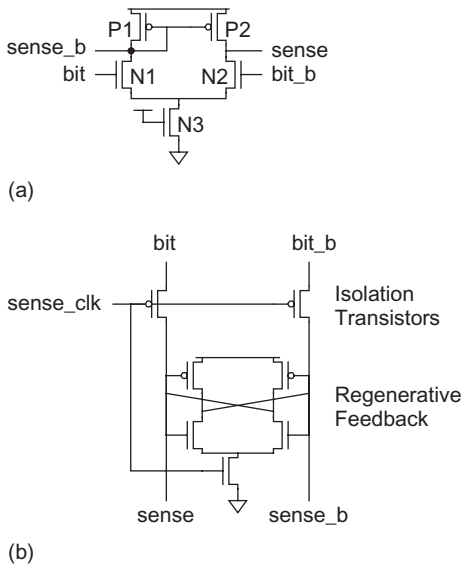 P1 P2
sense_b sense
bit N1 N2 bit_b
N3
(a)
bit bit_b
sense_clk Isolation
Transistors
Regenerative
Feedback
sense sense_b
(b)